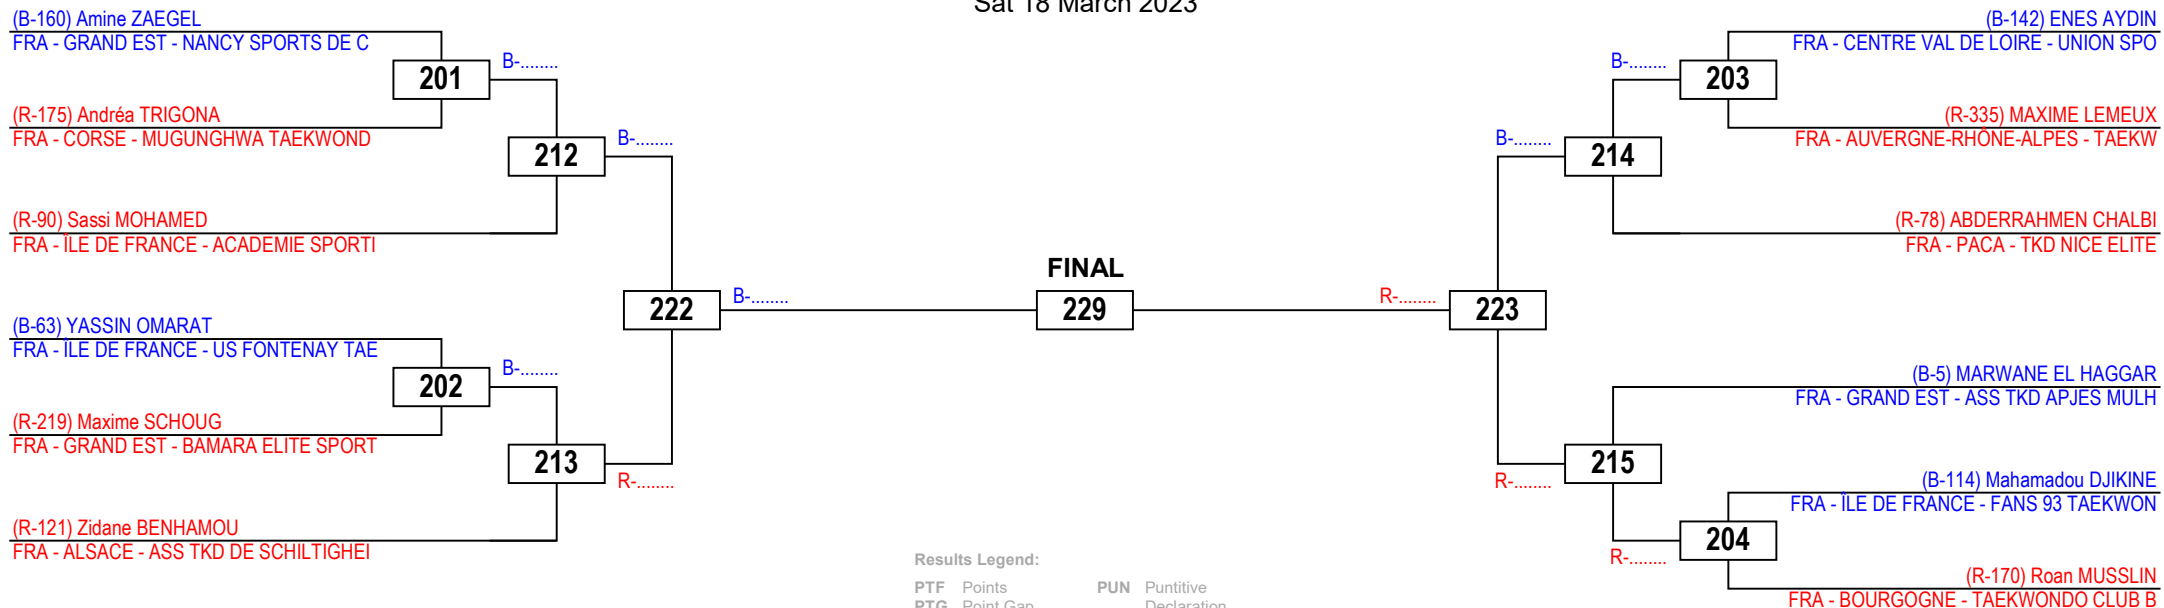 Sat 18 March 2023
(B-160) Amine ZAEGEL
FRA - GRAND EST - NANCY SPORTS DE C
201
B-........
(R-175) Andréa TRIGONA
FRA - CORSE - MUGUNGHWA TAEKWOND
212
B-........
(R-90) Sassi MOHAMED
FRA - ÎLE DE FRANCE - ACADEMIE SPORTI
222
B-........
(B-63) YASSIN OMARAT
FRA - ÎLE DE FRANCE - US FONTENAY TAE
202
B-........
(R-219) Maxime SCHOUG
FRA - GRAND EST - BAMARA ELITE SPORT
213
R-........
(R-121) Zidane BENHAMOU
FRA - ALSACE - ASS TKD DE SCHILTIGHEI
FINAL
229
(B-142) ENES AYDIN
FRA - CENTRE VAL DE LOIRE - UNION SPO
B-........
203
(R-335) MAXIME LEMEUX
FRA - AUVERGNE-RHÔNE-ALPES - TAEKW
B-........
214
(R-78) ABDERRAHMEN CHALBI
FRA - PACA - TKD NICE ELITE
R-........
223
(B-5) MARWANE EL HAGGAR
FRA - GRAND EST - ASS TKD APJES MULH
R-........
215
(B-114) Mahamadou DJIKINE
FRA - ÎLE DE FRANCE - FANS 93 TAEKWON
R-........
204
(R-170) Roan MUSSLIN
FRA - BOURGOGNE - TAEKWONDO CLUB B
Results Legend:
PTF Points PUN Puntitive
PTG Point Gap Declaration